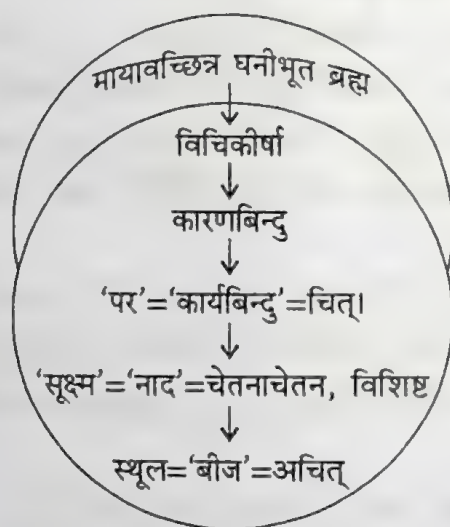 मायावच्छिन्न घनीभूत ब्रह्म
↓
विचिकीर्षा
↓
कारणबिन्दु
↓
‘पर’=‘कार्यबिन्दु’=चित्।
↓
‘सूक्ष्म’=‘नाद’=चेतनाचेतन, विशिष्ट
↓
स्थूल=‘बीज’=अचित्